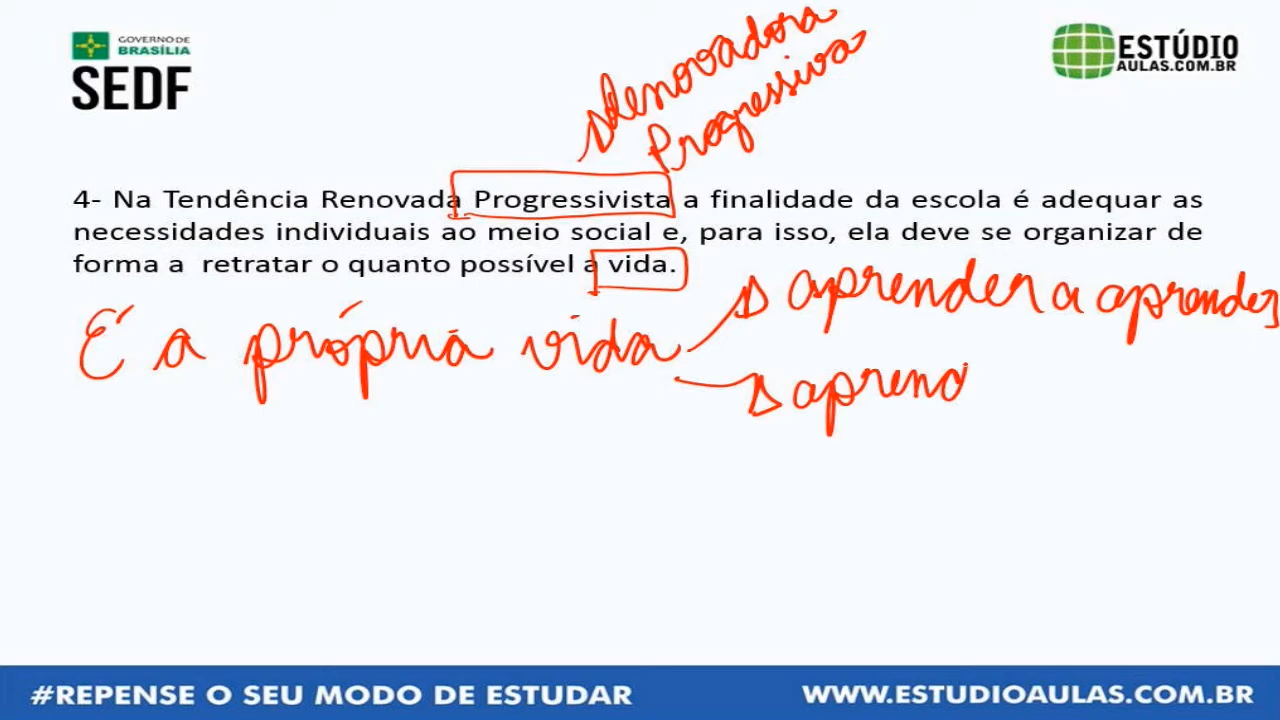 GOVERNO DE
BRASÍLIA
SEDF
ESTÚDIO
AULAS.COM.BR
Renovadora
Progressiva
4- Na Tendência Renovada Progressivista a finalidade da escola é adequar as
necessidades individuais ao meio social e, para isso, ela deve se organizar de
forma a retratar o quanto possível a vida.
É a própria vida
aprender a aprender
apreno
#REPENSE O SEU MODO DE ESTUDAR
WWW.ESTUDIOAULAS.COM.BR